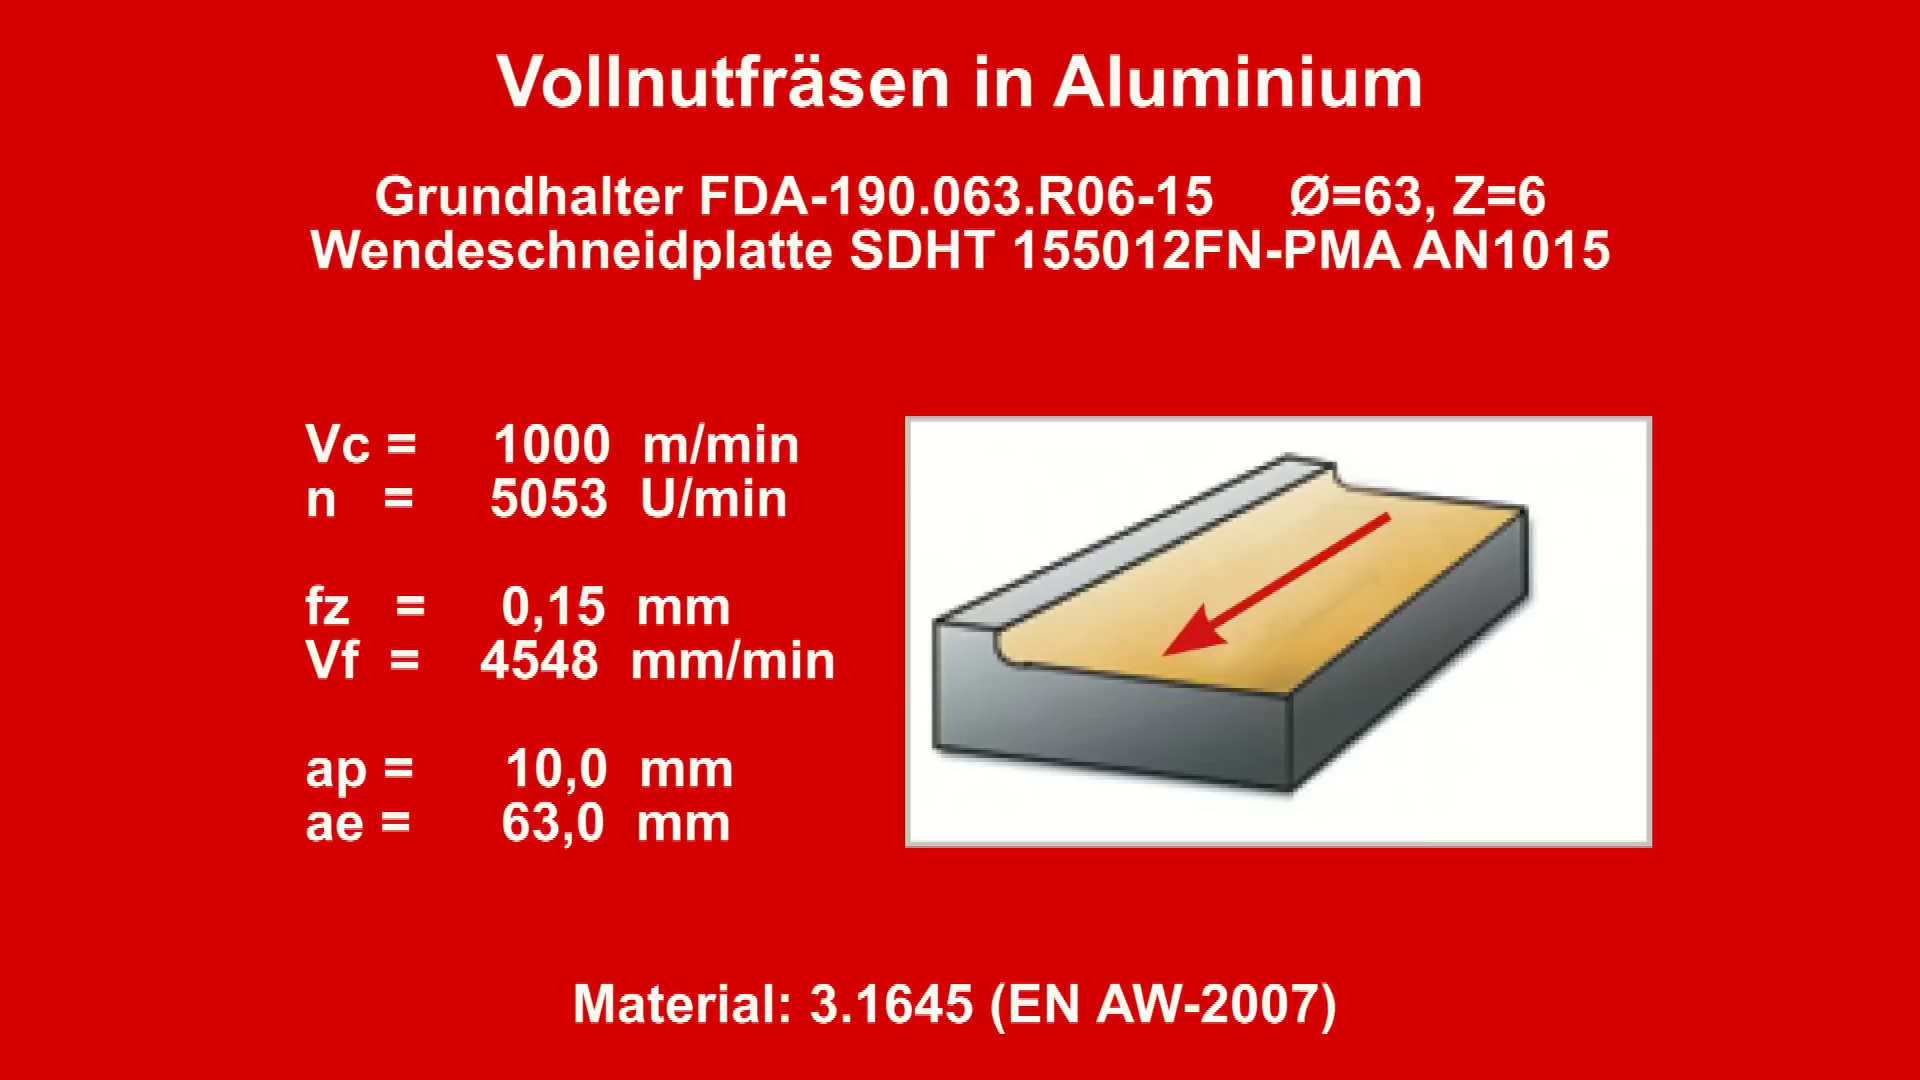 Vollnutfräsen in Aluminium
Grundhalter FDA-190.063.R06-15 Ø=63, Z=6
Wendeschneidplatte SDHT 155012FN-PMA AN1015
Vc = 1000 m/min
n = 5053 U/min
fz = 0,15 mm
Vf = 4548 mm/min
ap = 10,0 mm
ae = 63,0 mm
Material: 3.1645 (EN AW-2007)